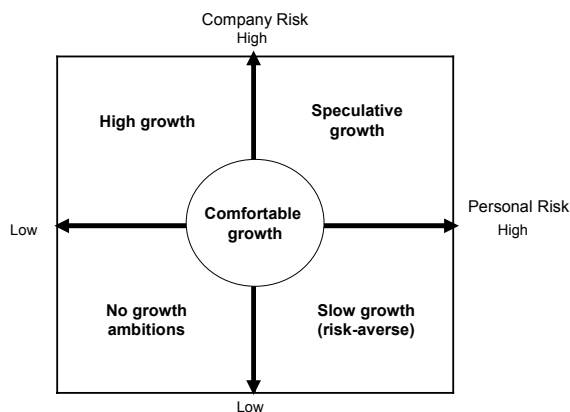 Company Risk
High
High growth
Speculative
growth
Comfortable
growth
Personal Risk
Low
High
No growth
ambitions
Slow growth
(risk-averse)
Low